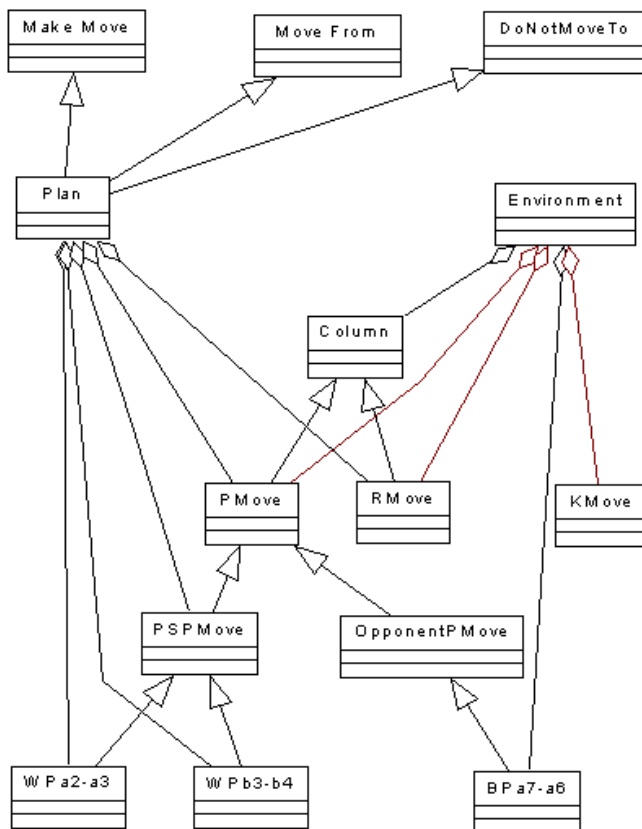 Make Move
Move From
DoNotMoveTo
Plan
Environment
Column
PMove
RMove
KMove
PSPMove
OpponentPMove
WPa2-a3
WPb3-b4
BPa7-a6